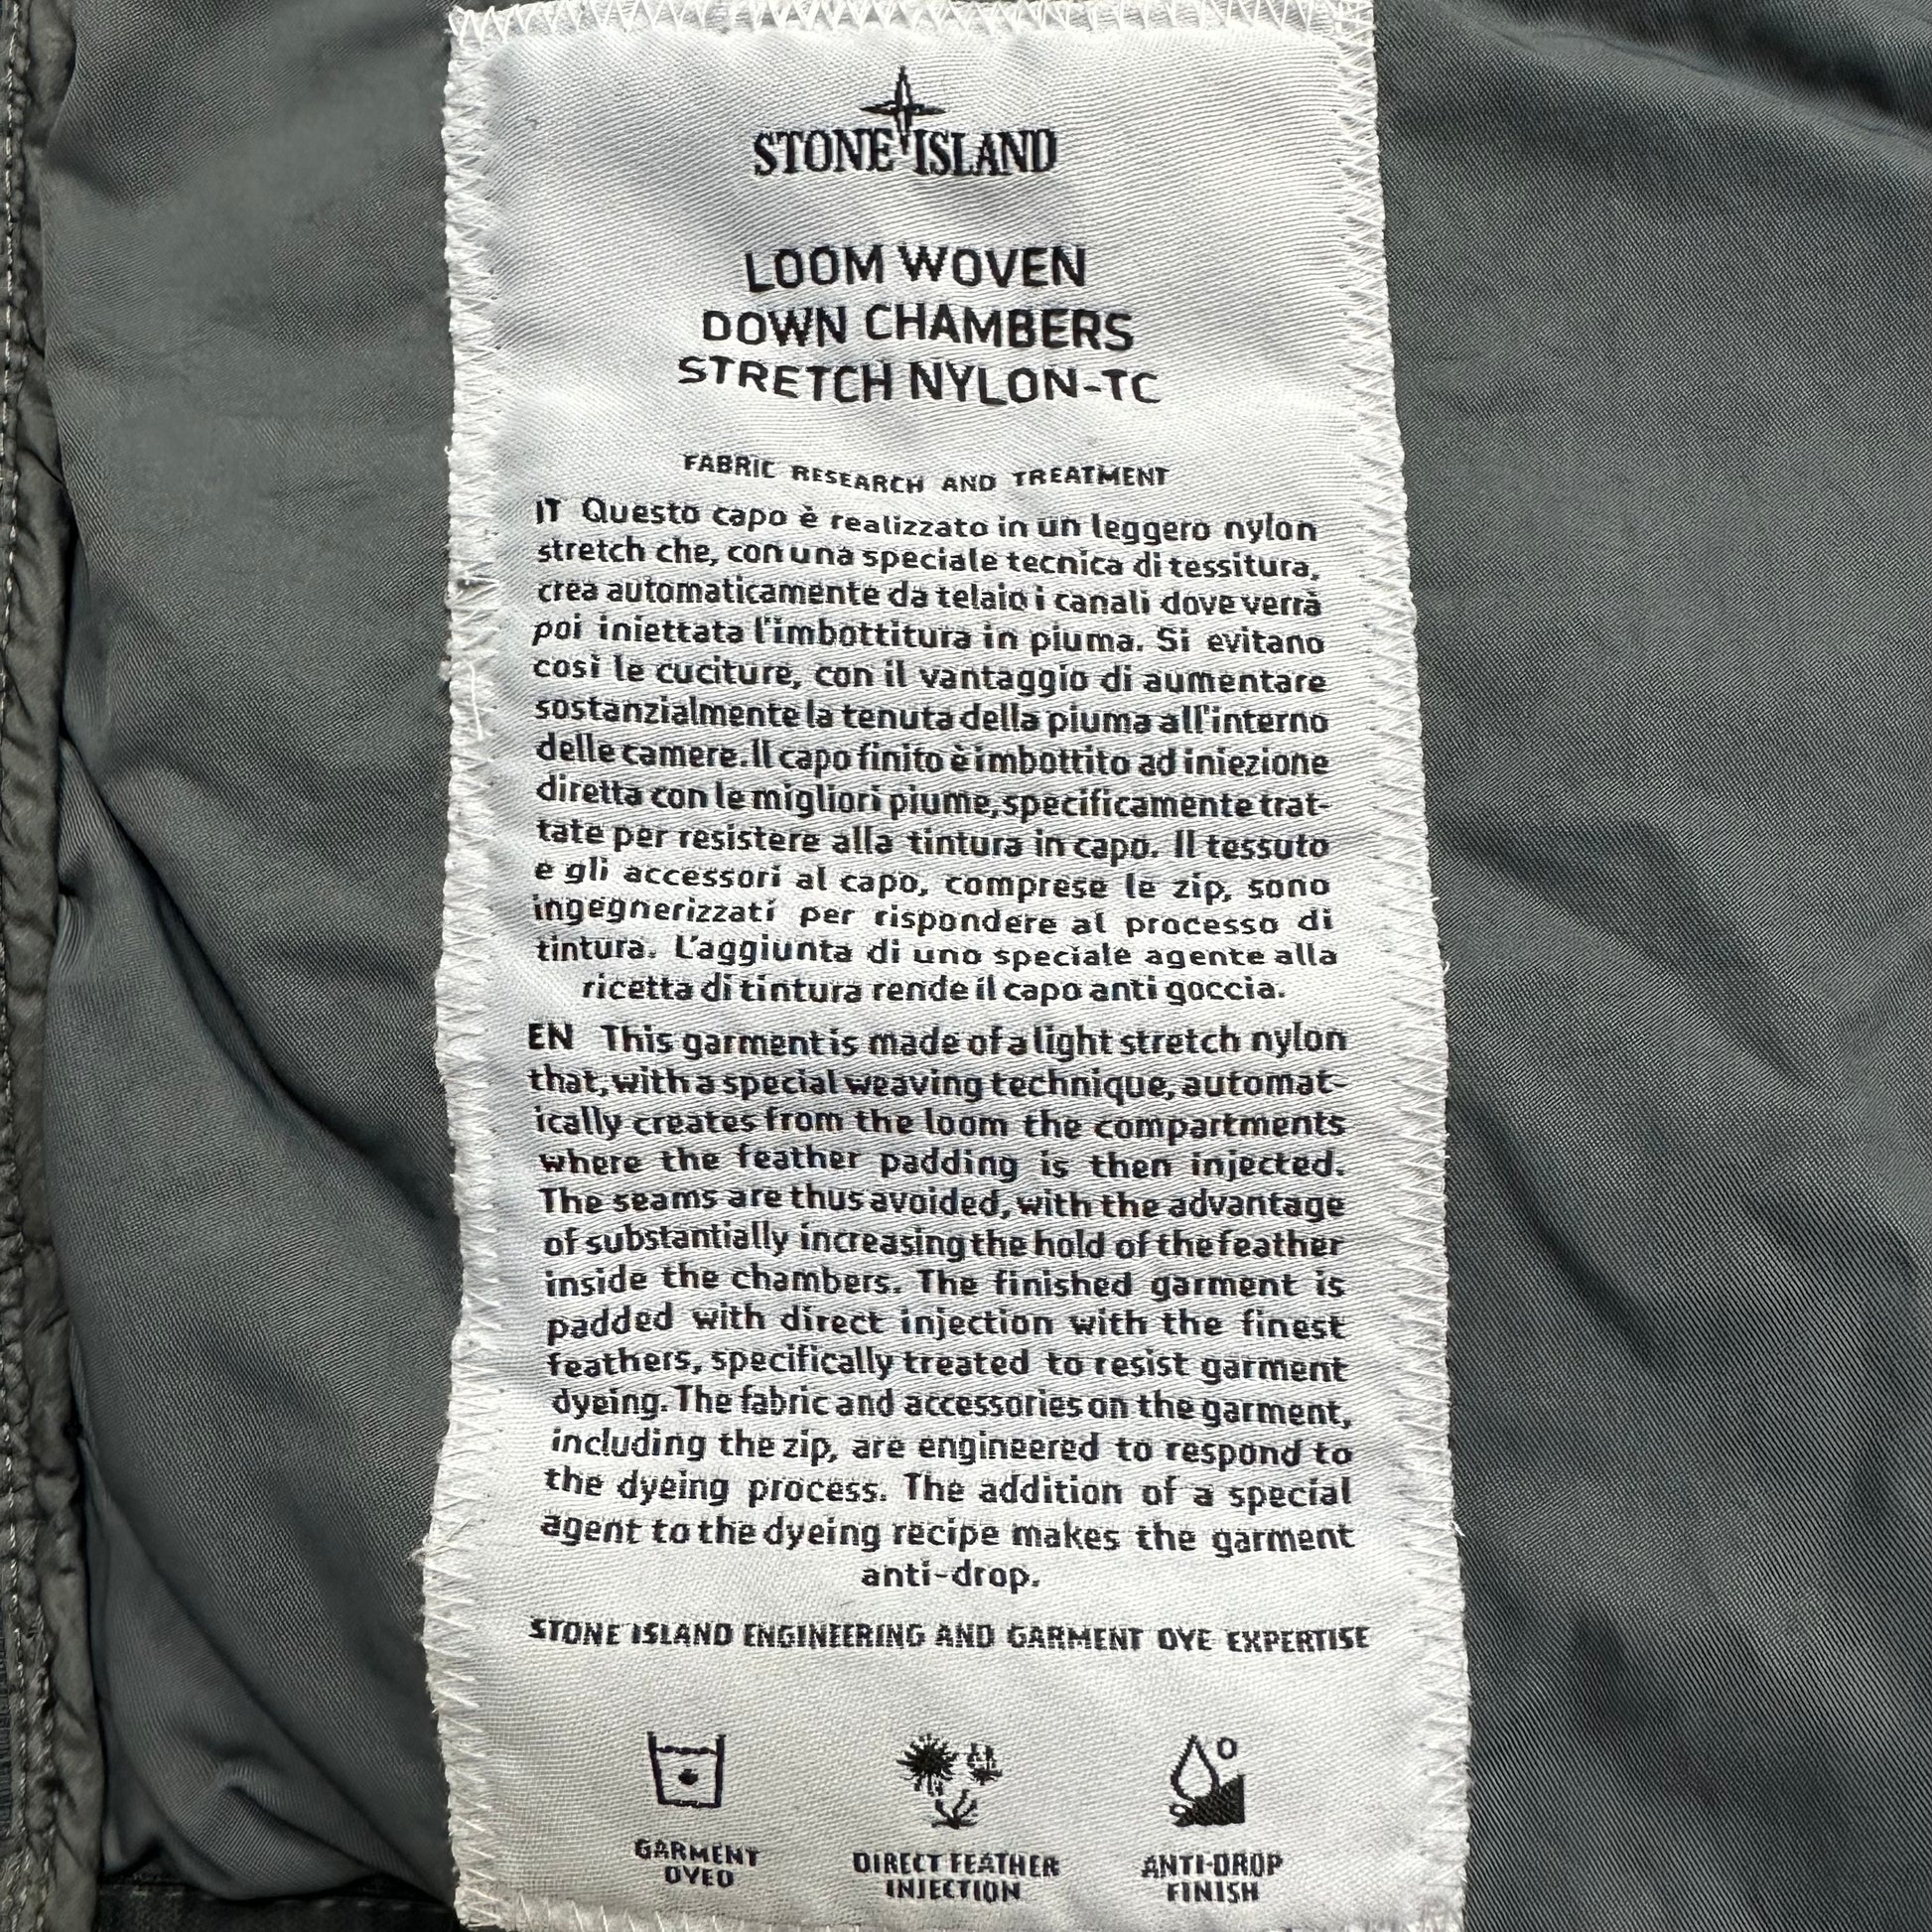 STONE ISLAND
LOOM WOVEN
DOWN CHAMBERS
STRETCH NYLON-TC
FABRIC RESEARCH AND TREATMENT
IT Questo capo è realizzato in un leggero nylon
stretch che, con una speciale tecnica di tessitura,
crea automaticamente da telaio i canali dove verrà
poi iniettata l'imbottitura in piuma. Si evitano
così le cuciture, con il vantaggio di aumentare
sostanzialmente la tenuta della piuma all'interno
delle camere. Il capo finito è imbottito ad iniezione
diretta con le migliori piume, specificamente trat-
tate per resistere alla tintura in capo. Il tessuto
e gli accessori al capo, comprese le zip, sono
ingegnerizzati per rispondere al processo di
tintura. L'aggiunta di uno speciale agente alla
ricetta di tintura rende il capo anti goccia.
EN This garment is made of a light stretch nylon
that, with a special weaving technique, automat-
ically creates from the loom the compartments
where the feather padding is then injected.
The seams are thus avoided, with the advantage
of substantially increasing the hold of the feather
inside the chambers. The finished garment is
padded with direct injection with the finest
feathers, specifically treated to resist garment
dyeing. The fabric and accessories on the garment,
including the zip, are engineered to respond to
the dyeing process. The addition of a special
agent to the dyeing recipe makes the garment
anti-drop.
STONE ISLAND ENGINEERING AND GARMENT DYE EXPERTISE
GARMENT
DYED
DIRECT FEATHER
INJECTION
ANTI-DROP
FINISH